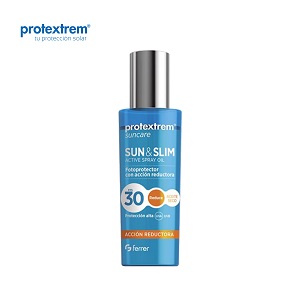 protextrem®
tu protección solar
protextrem®
suncare
SUN&SLIM
ACTIVE SPRAY OIL
Fotoprotector
con acción reductora
30
Protección alta
ACCIÓN REDUCTORA
ferrer